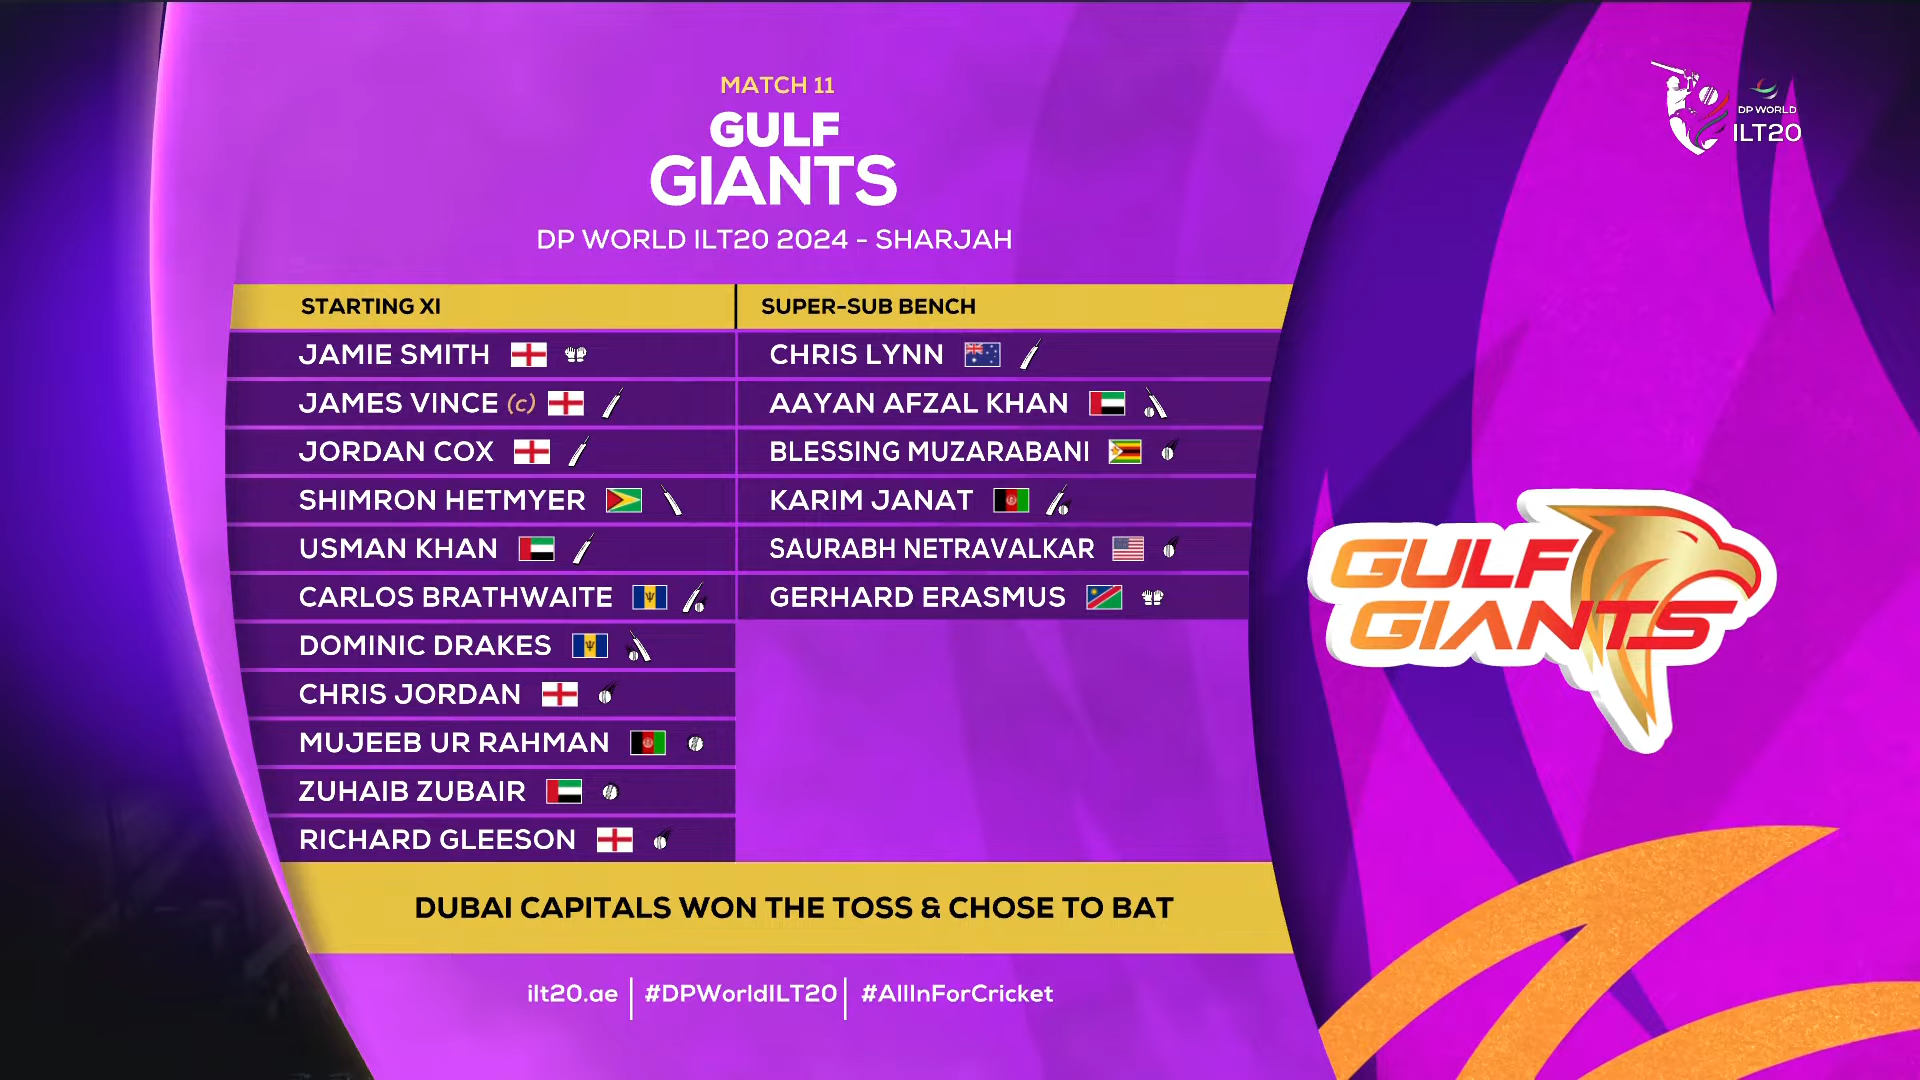 MATCH 11
GULF
GIANTS
DP WORLD ILT20 2024 - SHARJAH
DP WORLD
ILT20
STARTING XI
JAMIE SMITH
JAMES VINCE (c)
JORDAN COX
SHIMRON HETMYER
USMAN KHAN
CARLOS BRATHWAITE
DOMINIC DRAKES
CHRIS JORDAN
MUJEEB UR RAHMAN
ZUHAIB ZUBAIR
RICHARD GLEESON
SUPER-SUB BENCH
CHRIS LYNN
AAYAN AFZAL KHAN
BLESSING MUZARABANI
KARIM JANAT
SAURABH NETRAVALKAR
GERHARD ERASMUS
GULF
GIANTS
DUBAI CAPITALS WON THE TOSS & CHOSE TO BAT
ilt20.ae | #DPWorldILT20 | #AllInForCricket